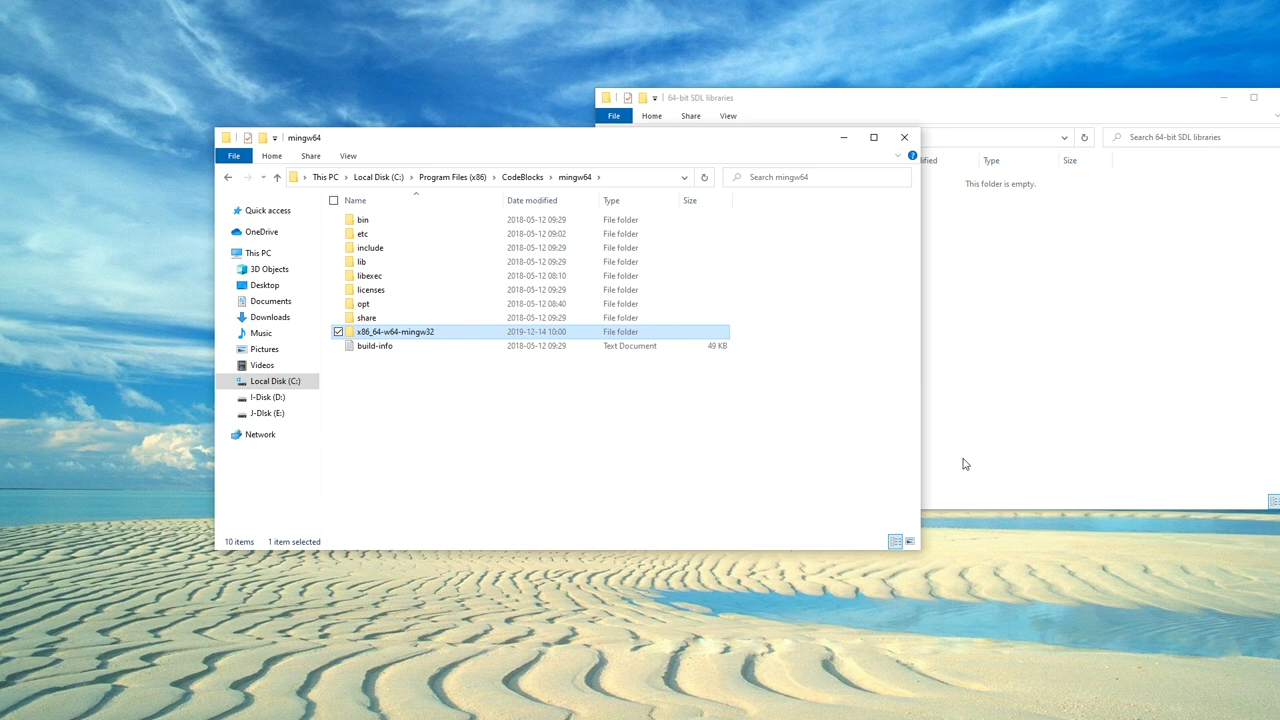 64-bit SDL libraries
File Home Share View
Search 64-bit SDL libraries
ified Type Size
This folder is empty.
mingw64
File Home Share View
This PC Local Disk (C:) Program Files (x86) CodeBlocks mingw64
Search mingw64
Name Date modified Type Size
Quick access
OneDrive
This PC
3D Objects
Desktop
Documents
Downloads
Music
Pictures
Videos
Local Disk (C:)
I-Disk (D:)
J-DIsk (E:)
Network
bin 2018-05-12 09:29 File folder
etc 2018-05-12 09:02 File folder
include 2018-05-12 09:29 File folder
lib 2018-05-12 09:29 File folder
libexec 2018-05-12 08:10 File folder
licenses 2018-05-12 09:29 File folder
opt 2018-05-12 08:40 File folder
share 2018-05-12 09:29 File folder
x86_64-w64-mingw32 2019-12-14 10:00 File folder
build-info 2018-05-12 09:29 Text Document 49 KB
10 items 1 item selected